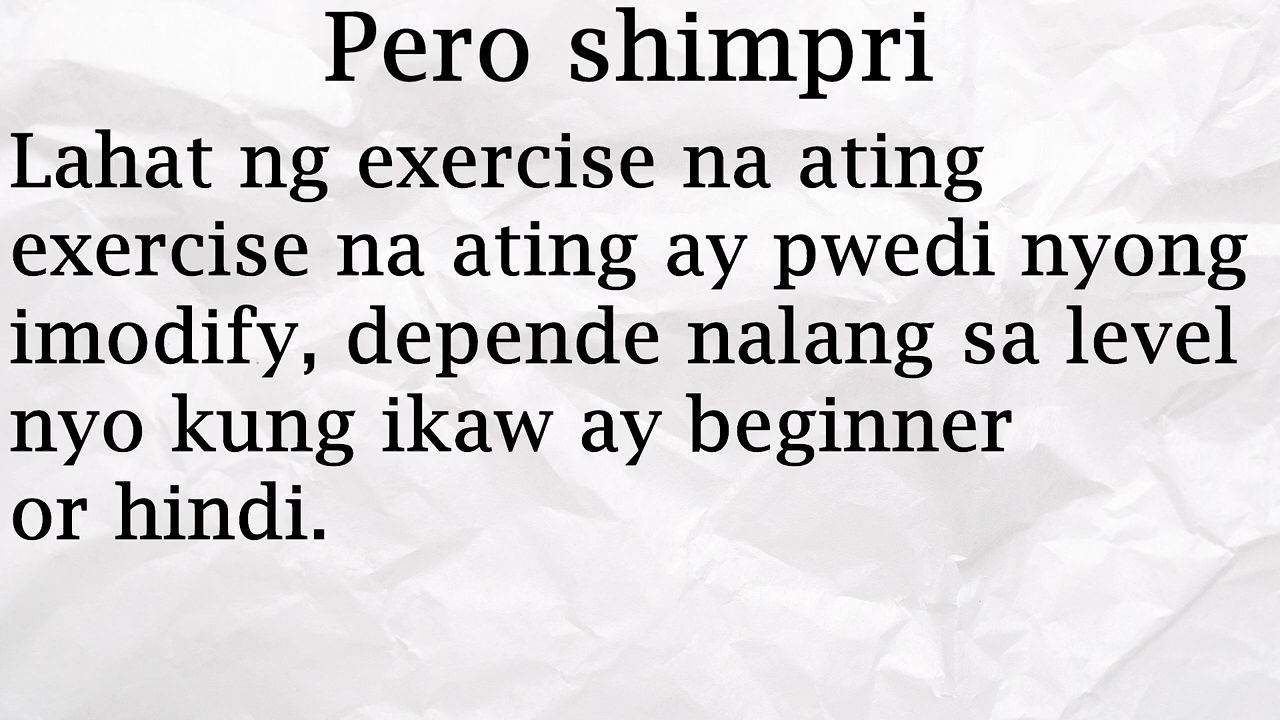 Pero shimpri
Lahat ng exercise na ating
exercise na ating ay pwedi nyong
imodify, depende nalang sa level
nyo kung ikaw ay beginner
or hindi.